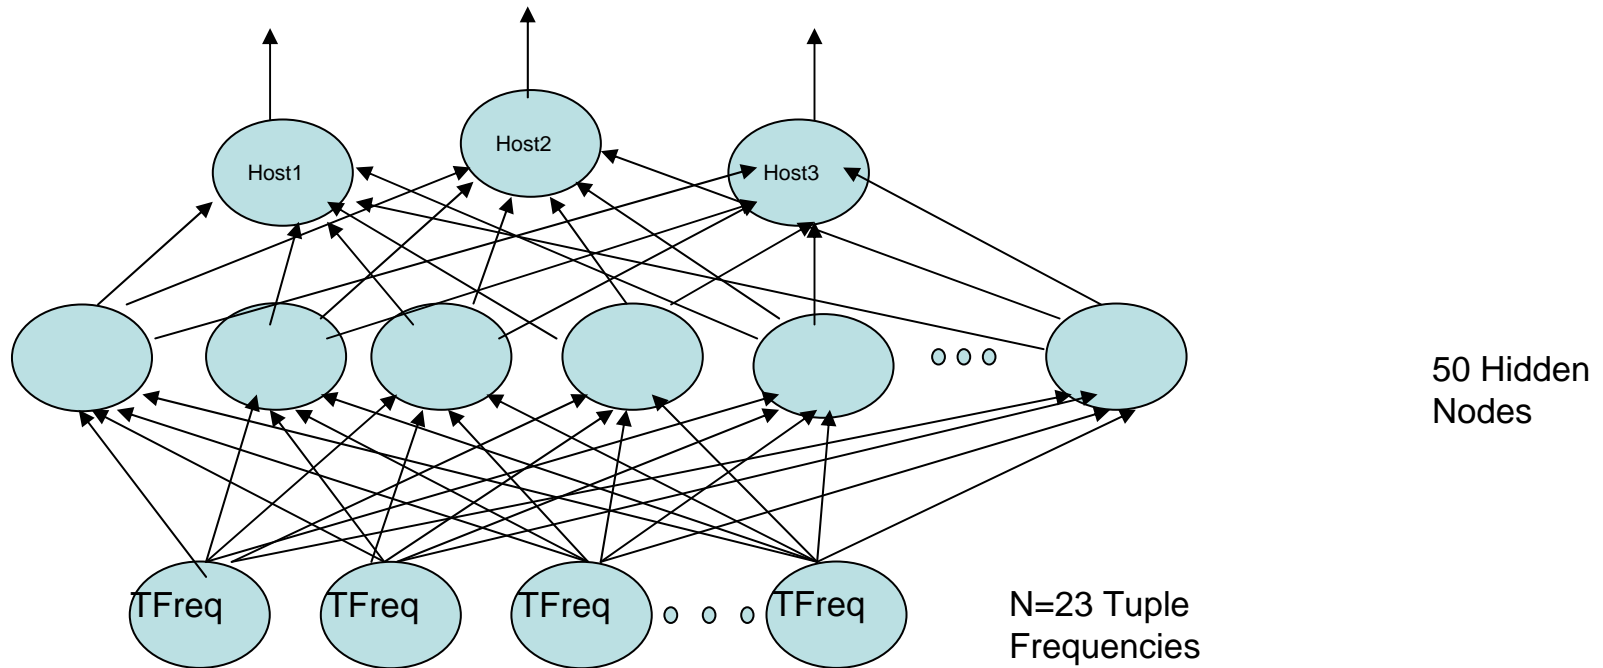 Host1
Host2
Host3
50 Hidden
Nodes
TFreq
TFreq
TFreq
TFreq
N=23 Tuple
Frequencies